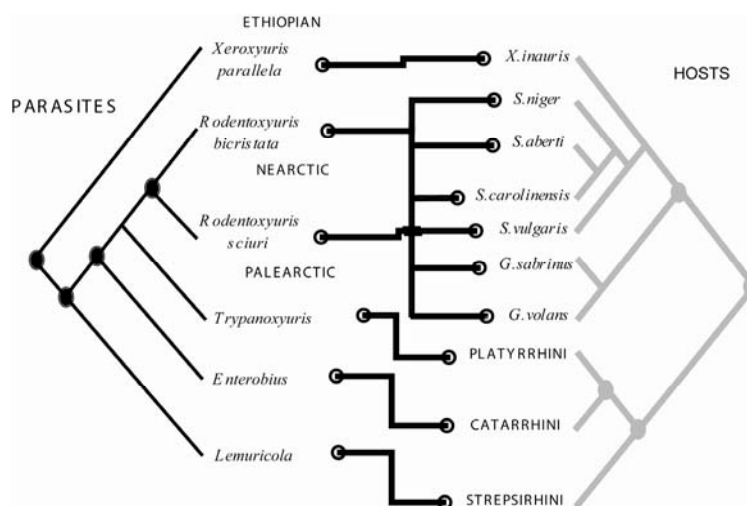 ETHIOPIAN
Xeroxyuris
parallela
X.inauris
HOSTS
PARASITES
S.niger
Rodentoxyuris
bicristata
S.aberti
NEARCTIC
S.carolinensis
Rodentoxyuris
sciuri
S.vulgaris
PALEARCTIC
G.sabrinus
Trypanoxyuris
G.volans
PLATYRRHINI
Enterobius
CATARRHINI
Lemuricola
STREPSIRHINI